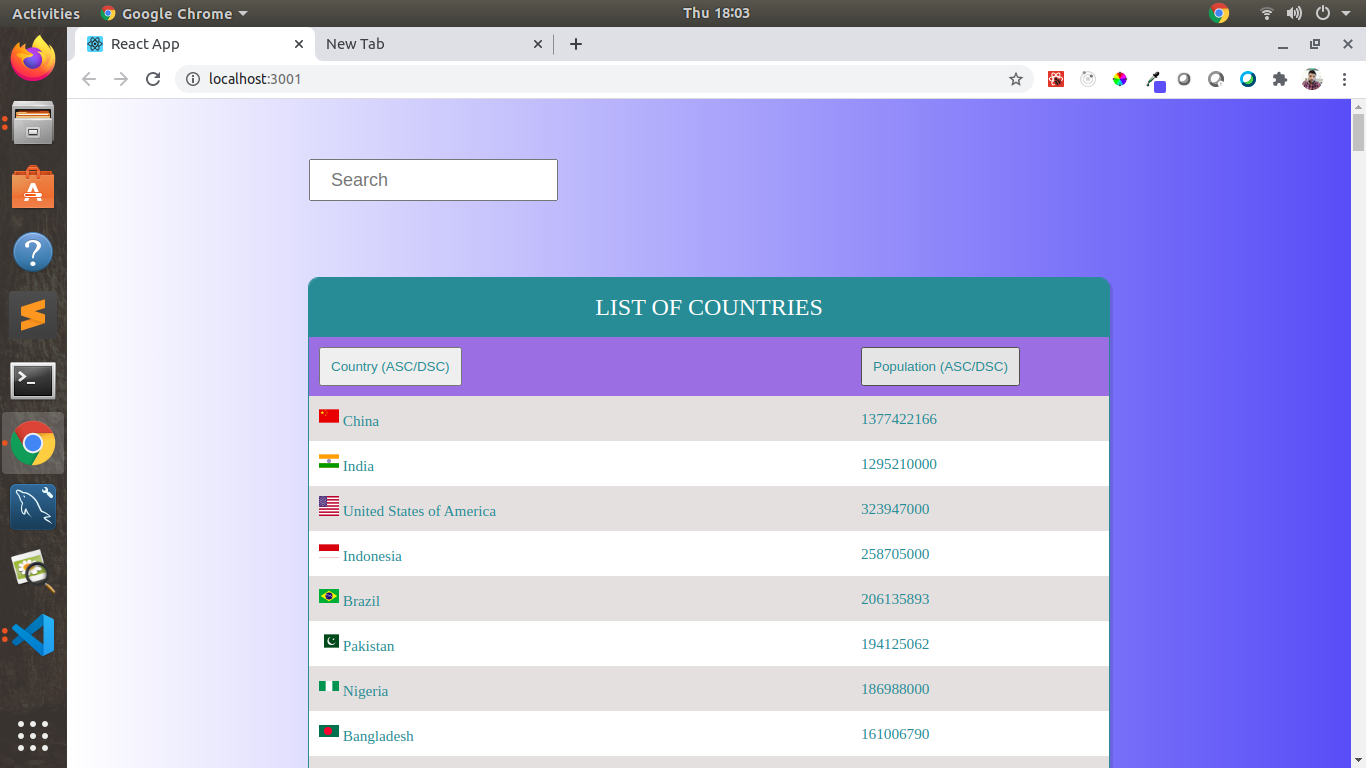 Activities Google Chrome Thu 18:03
React App New Tab
localhost:3001
Search
LIST OF COUNTRIES
Country (ASC/DSC) Population (ASC/DSC)
China 1377422166
India 1295210000
United States of America 323947000
Indonesia 258705000
Brazil 206135893
Pakistan 194125062
Nigeria 186988000
Bangladesh 161006790